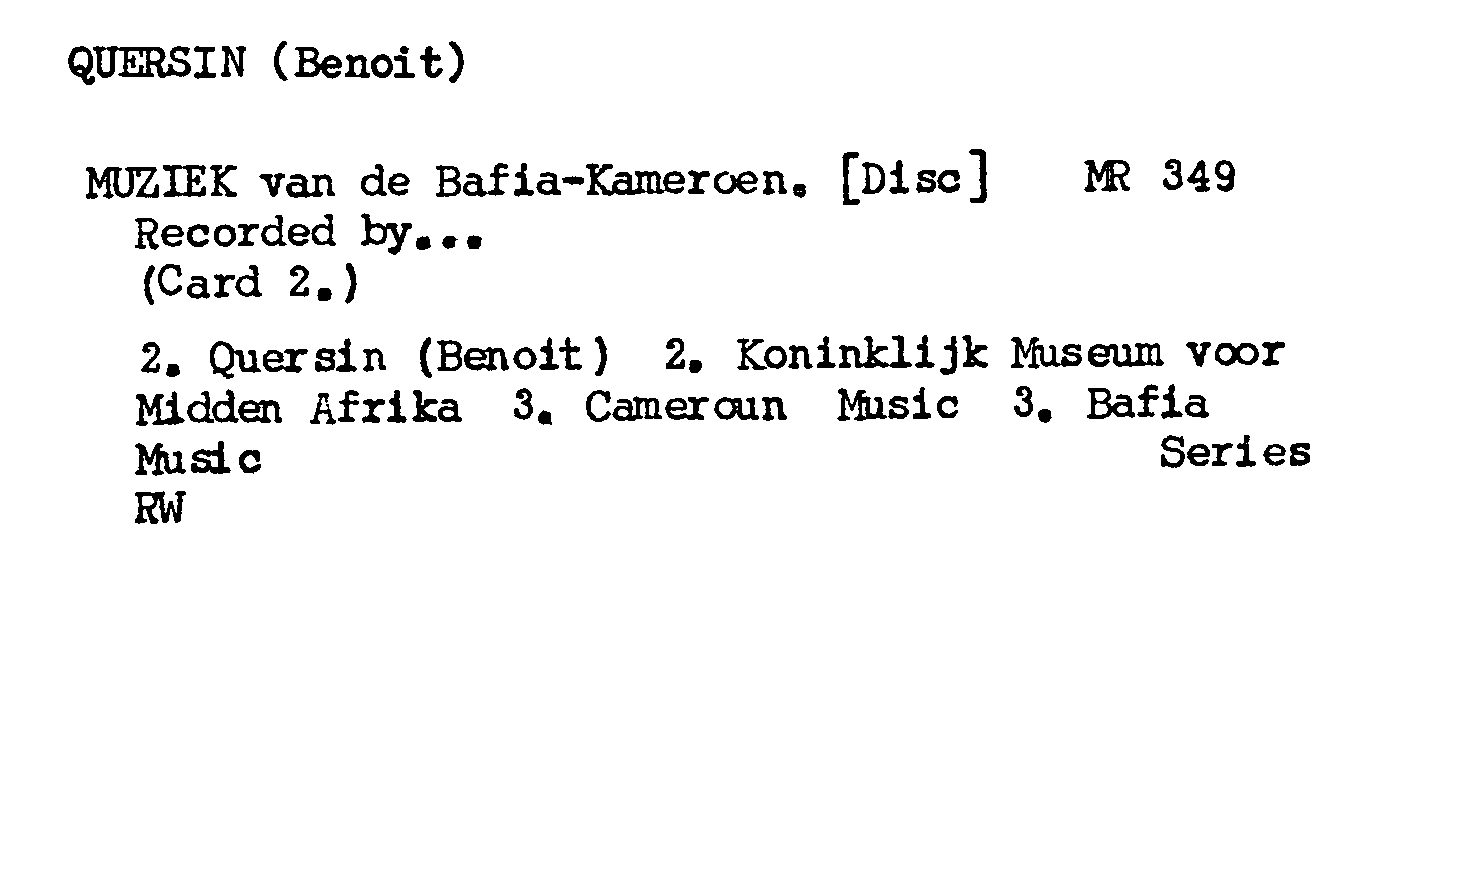 QUERSIN (Benoit)
MUZIEK van de Bafia-Kameroen. [Disc] MR 349
Recorded by...
(Card 2.)
2. Quersin (Benoit) 2. Koninklijk Museum voor
Midden Afrika 3. Cameroun Music 3. Bafia
Music Series
RW